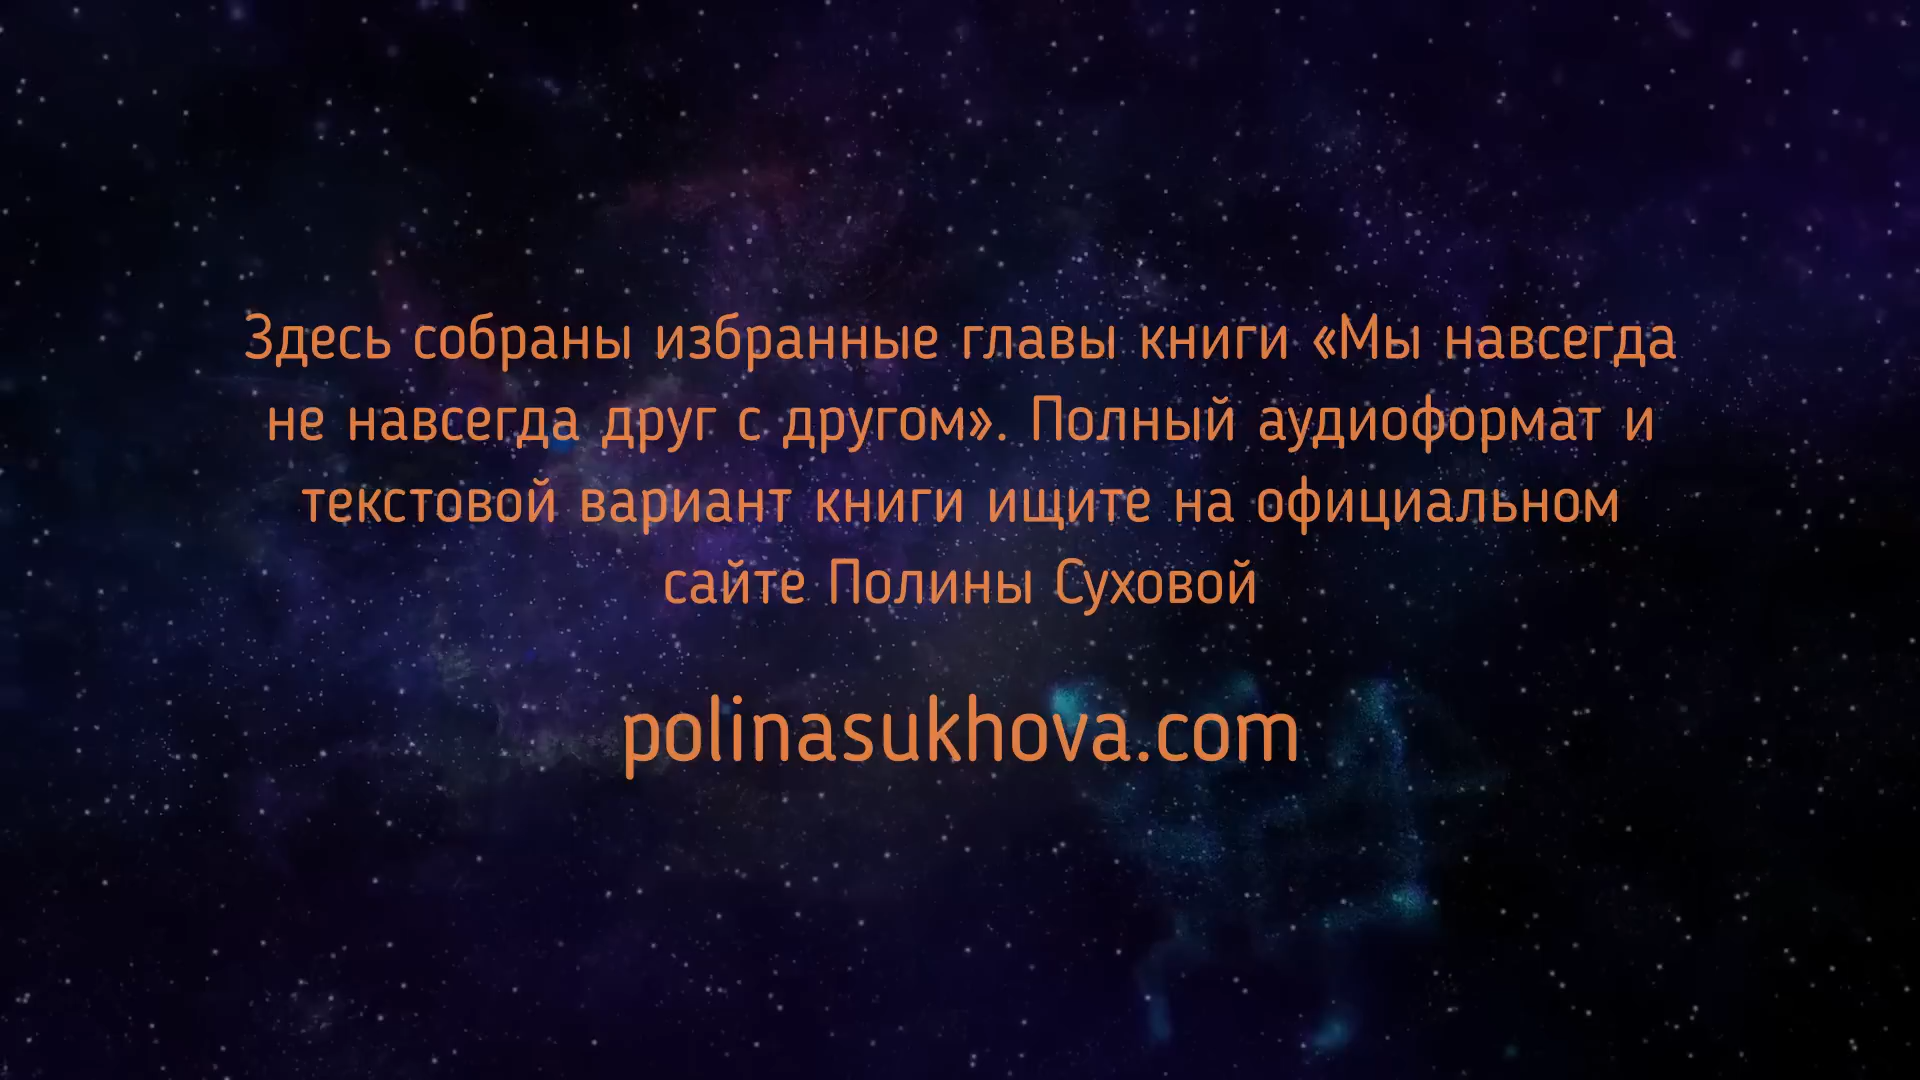 Здесь собраны избранные главы книги «Мы навсегда
не навсегда друг с другом». Полный аудиоформат и
текстовой вариант книги ищите на официальном
сайте Полины Суховой
polinasukhova.com